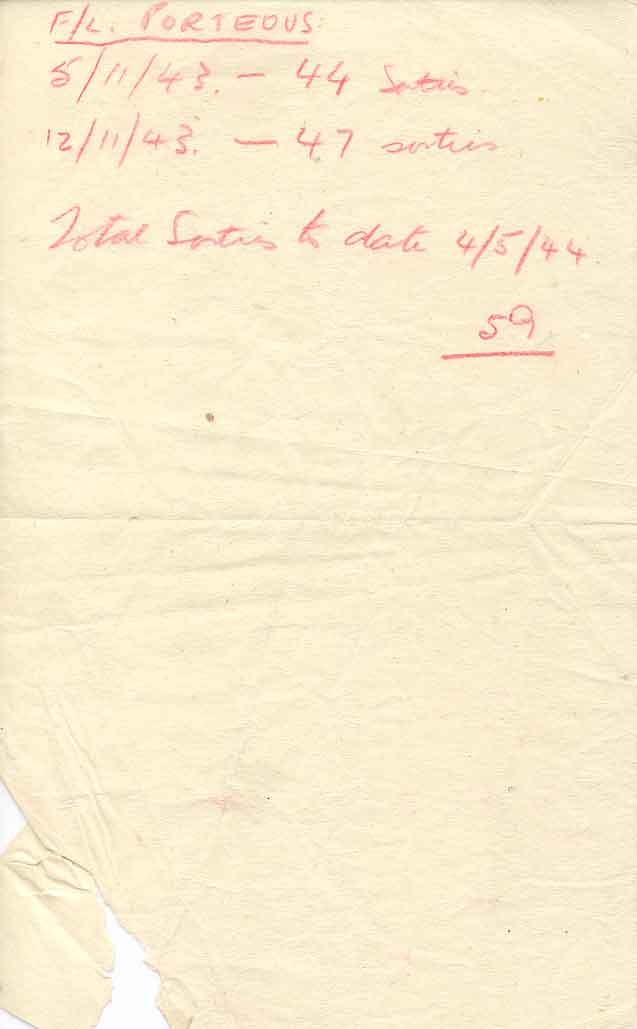 F/L. PORTEOUS.
5/11/43. – 44 Sorties.
12/11/43. – 47 sorties
Total Sorties to date 4/5/44.
59